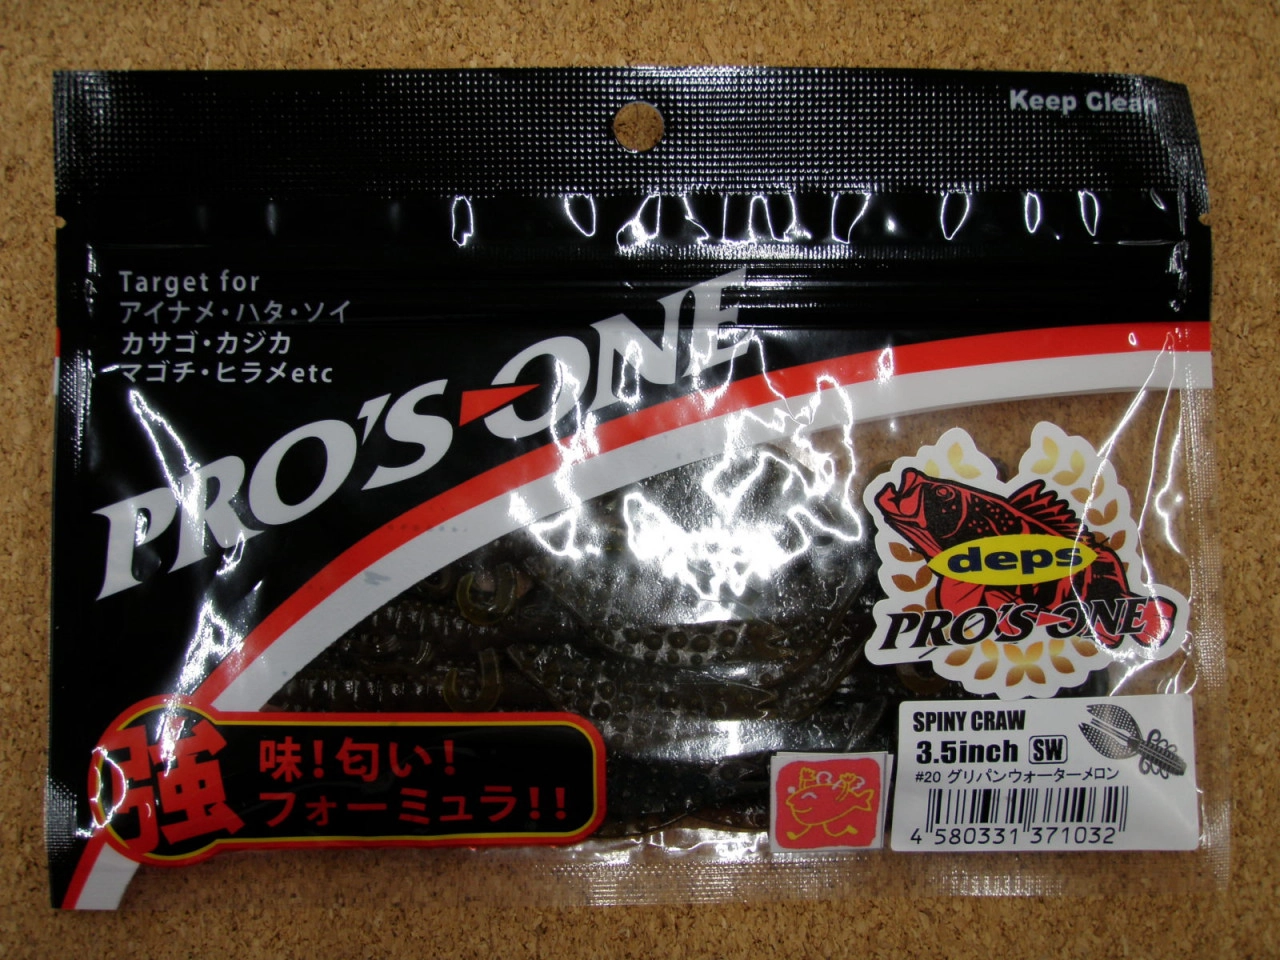 Keep Clean
Target for
アイナメ・ハタ・ソイ
カサゴ・カジカ
マゴチ・ヒラメetc
PRO'S-ONE
deps
PRO'S-ONE
強
味！匂い！
フォーミュラ！！
SPINY CRAW
3.5inch SW
#20 グリパンウォーターメロン
4 580331 371032